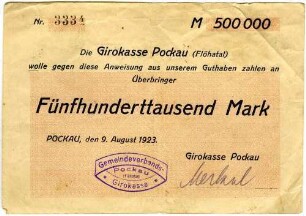 Nr. 3334
M 500 000
Die Girokasse Pockau (Flöhatal)
wolle gegen diese Anweisung aus unserem Guthaben zahlen an
Überbringer
Fünfhunderttausend Mark
POCKAU, den 9. August 1923.
Girokasse Pockau
Gemeindeverbands-
Pockau
Girokasse